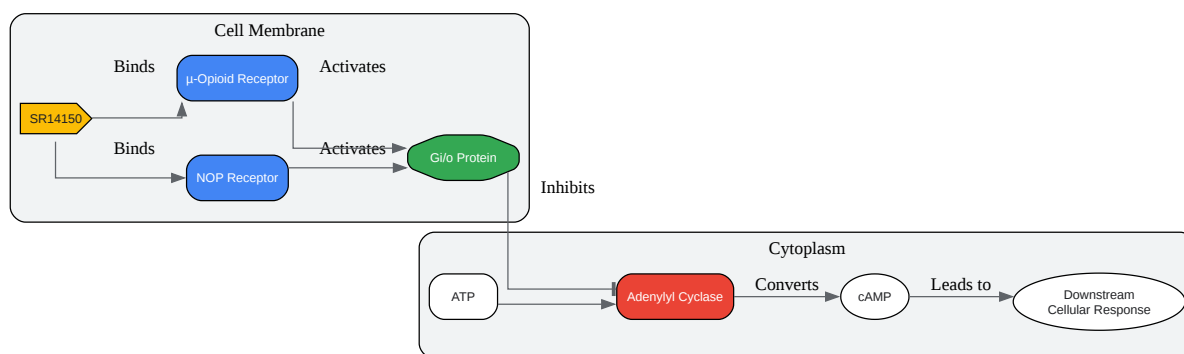 Cell Membrane
Binds
µ-Opioid Receptor
Activates
SR14150
Binds
NOP Receptor
Activates
Gi/o Protein
Inhibits
Cytoplasm
ATP
Adenylyl Cyclase
Converts
cAMP
Leads to
Downstream
Cellular Response